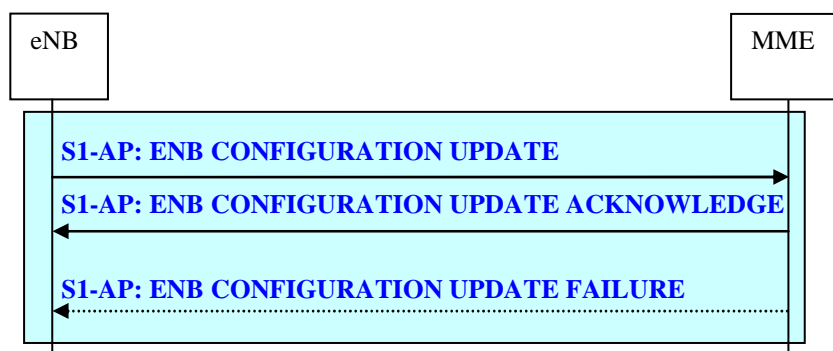 eNB
MME
S1-AP: ENB CONFIGURATION UPDATE
S1-AP: ENB CONFIGURATION UPDATE ACKNOWLEDGE
S1-AP: ENB CONFIGURATION UPDATE FAILURE